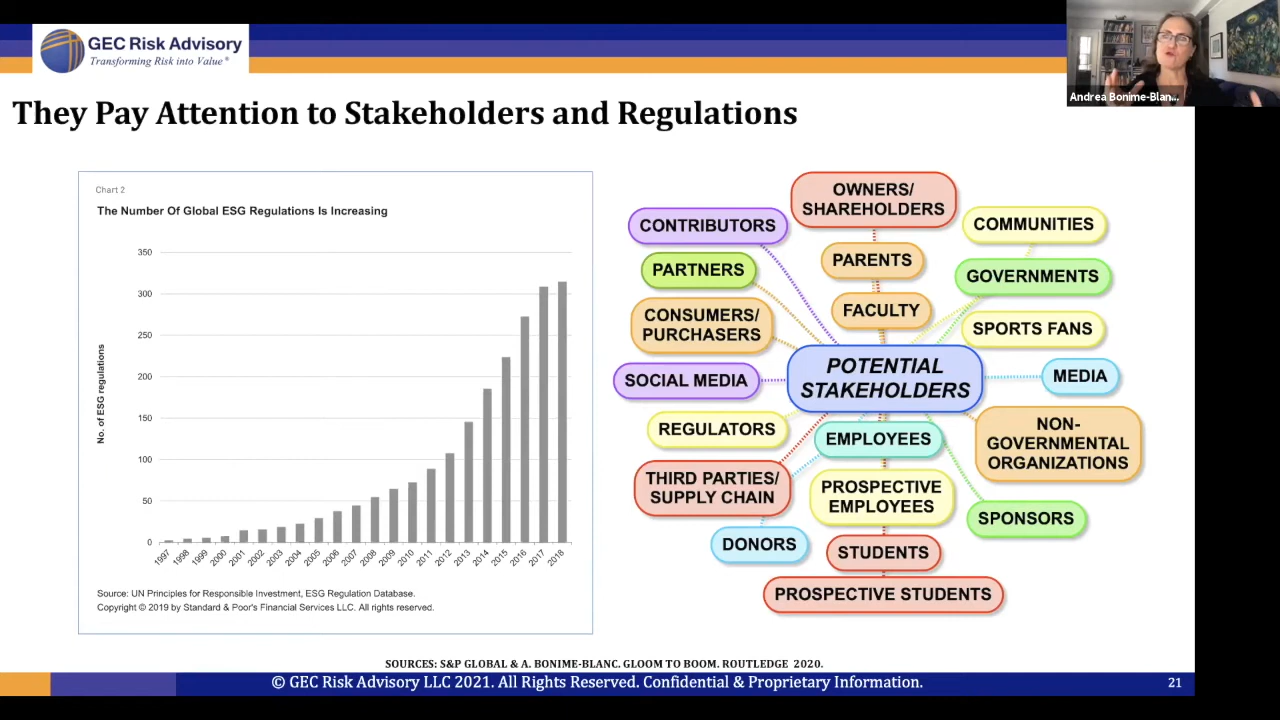 GEC Risk Advisory
Transforming Risk into Value®
Andrea Bonime-Blan...
They Pay Attention to Stakeholders and Regulations
Chart 2
The Number Of Global ESG Regulations Is Increasing
No. of ESG regulations
350
300
250
200
150
100
50
0
1997 1998 1999 2000 2001 2002 2003 2004 2005 2006 2007 2008 2009 2010 2011 2012 2013 2014 2015 2016 2017 2018
Source: UN Principles for Responsible Investment, ESG Regulation Database.
Copyright © 2019 by Standard & Poor's Financial Services LLC. All rights reserved.
OWNERS/
SHAREHOLDERS
CONTRIBUTORS
COMMUNITIES
PARENTS
PARTNERS
GOVERNMENTS
FACULTY
CONSUMERS/
PURCHASERS
SPORTS FANS
POTENTIAL
STAKEHOLDERS
SOCIAL MEDIA
MEDIA
REGULATORS
EMPLOYEES
NON-
GOVERNMENTAL
ORGANIZATIONS
THIRD PARTIES/
SUPPLY CHAIN
PROSPECTIVE
EMPLOYEES
SPONSORS
DONORS
STUDENTS
PROSPECTIVE STUDENTS
SOURCES: S&P GLOBAL & A. BONIME-BLANC. GLOOM TO BOOM. ROUTLEDGE 2020.
© GEC Risk Advisory LLC 2021. All Rights Reserved. Confidential & Proprietary Information.
21